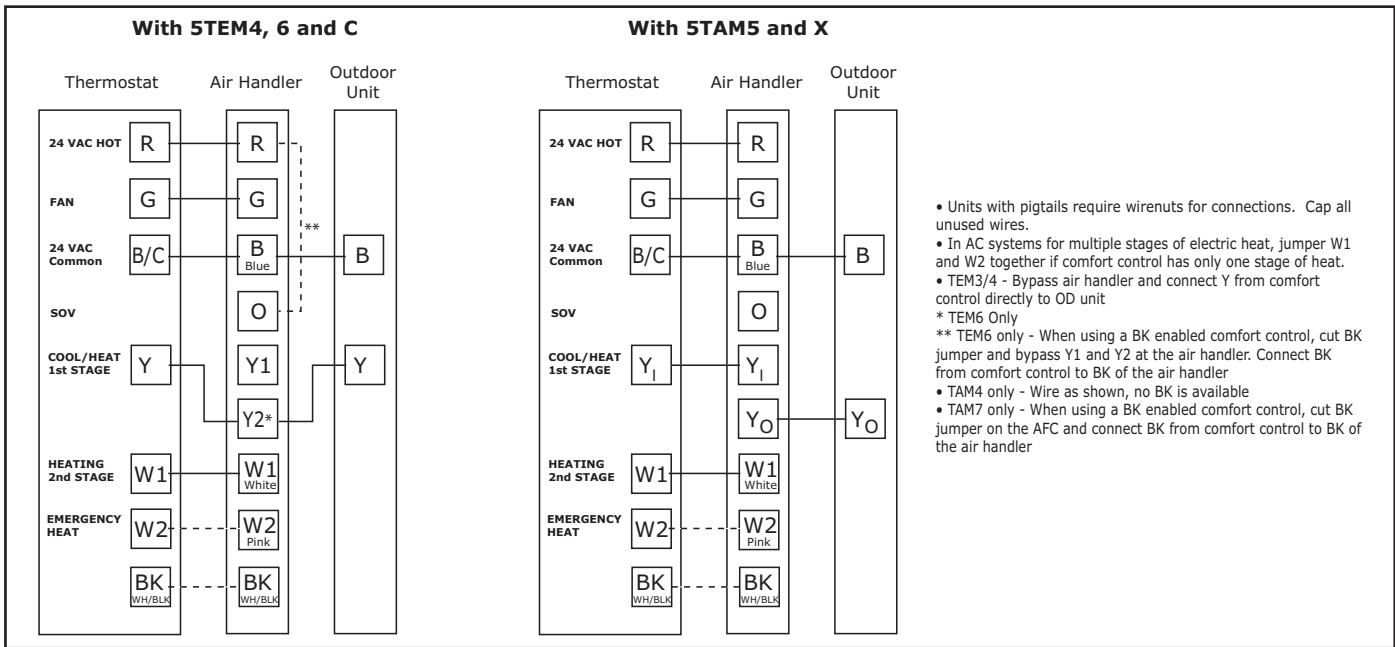 With 5TEM4, 6 and C
Thermostat
Air Handler
Outdoor
Unit
24 VAC HOT
R
R
FAN
G
G
**
24 VAC
Common
B/C
B
Blue
B
SOV
O
COOL/HEAT
1st STAGE
Y
Y1
Y
Y2*
HEATING
2nd STAGE
W1
W1
White
EMERGENCY
HEAT
W2
W2
Pink
BK
WH/BLK
BK
WH/BLK
With 5TAM5 and X
Thermostat
Air Handler
Outdoor
Unit
24 VAC HOT
R
R
FAN
G
G
24 VAC
Common
B/C
B
Blue
B
SOV
O
COOL/HEAT
1st STAGE
YI
YI
YO
YO
HEATING
2nd STAGE
W1
W1
White
EMERGENCY
HEAT
W2
W2
Pink
BK
WH/BLK
BK
WH/BLK
• Units with pigtails require wirenuts for connections. Cap all
unused wires.
• In AC systems for multiple stages of electric heat, jumper W1
and W2 together if comfort control has only one stage of heat.
• TEM3/4 - Bypass air handler and connect Y from comfort
control directly to OD unit
* TEM6 Only
** TEM6 only - When using a BK enabled comfort control, cut BK
jumper and bypass Y1 and Y2 at the air handler. Connect BK
from comfort control to BK of the air handler
• TAM4 only - Wire as shown, no BK is available
• TAM7 only - When using a BK enabled comfort control, cut BK
jumper on the AFC and connect BK from comfort control to BK of
the air handler